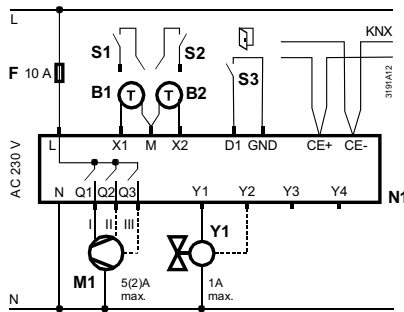 L
KNX
S1 S2
F 10 A
S3
B1 T T B2
3191A12
AC 230 V
L X1 M X2 D1 GND CE+ CE-
N1
N Q1 Q2 Q3 Y1 Y2 Y3 Y4
I II III
Y1
M1
5(2)A
max.
1A
max.
N